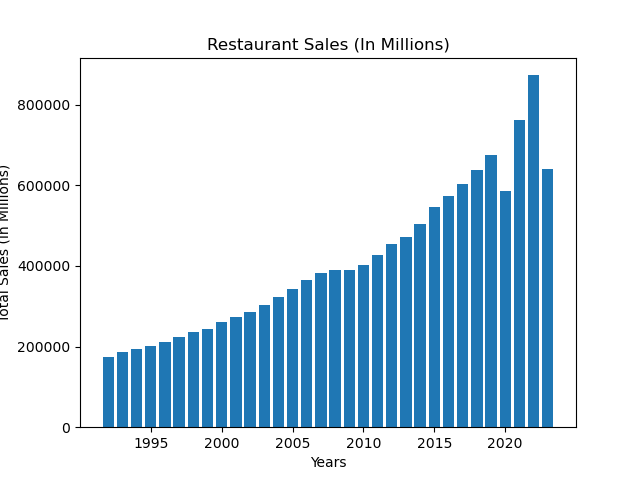 Restaurant Sales (In Millions)
Total Sales (In Millions)
800000
600000
400000
200000
0
1995 2000 2005 2010 2015 2020
Years